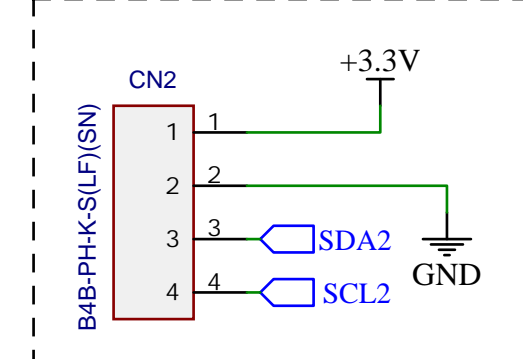 +3.3V
CN2
B4B-PH-K-S(LF)(SN)
1 1
2 2
3 3 SDA2
4 4 SCL2
GND